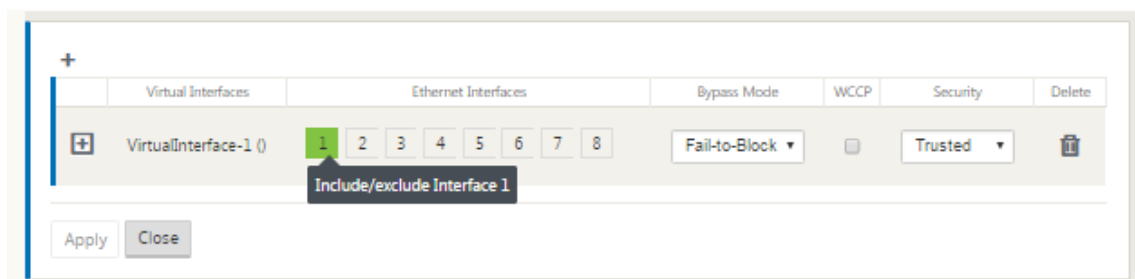 +
Virtual Interfaces Ethernet Interfaces Bypass Mode WCCP Security Delete
VirtualInterface-1 () 1 2 3 4 5 6 7 8 Fail-to-Block Trusted
Include/exclude Interface 1
Apply Close